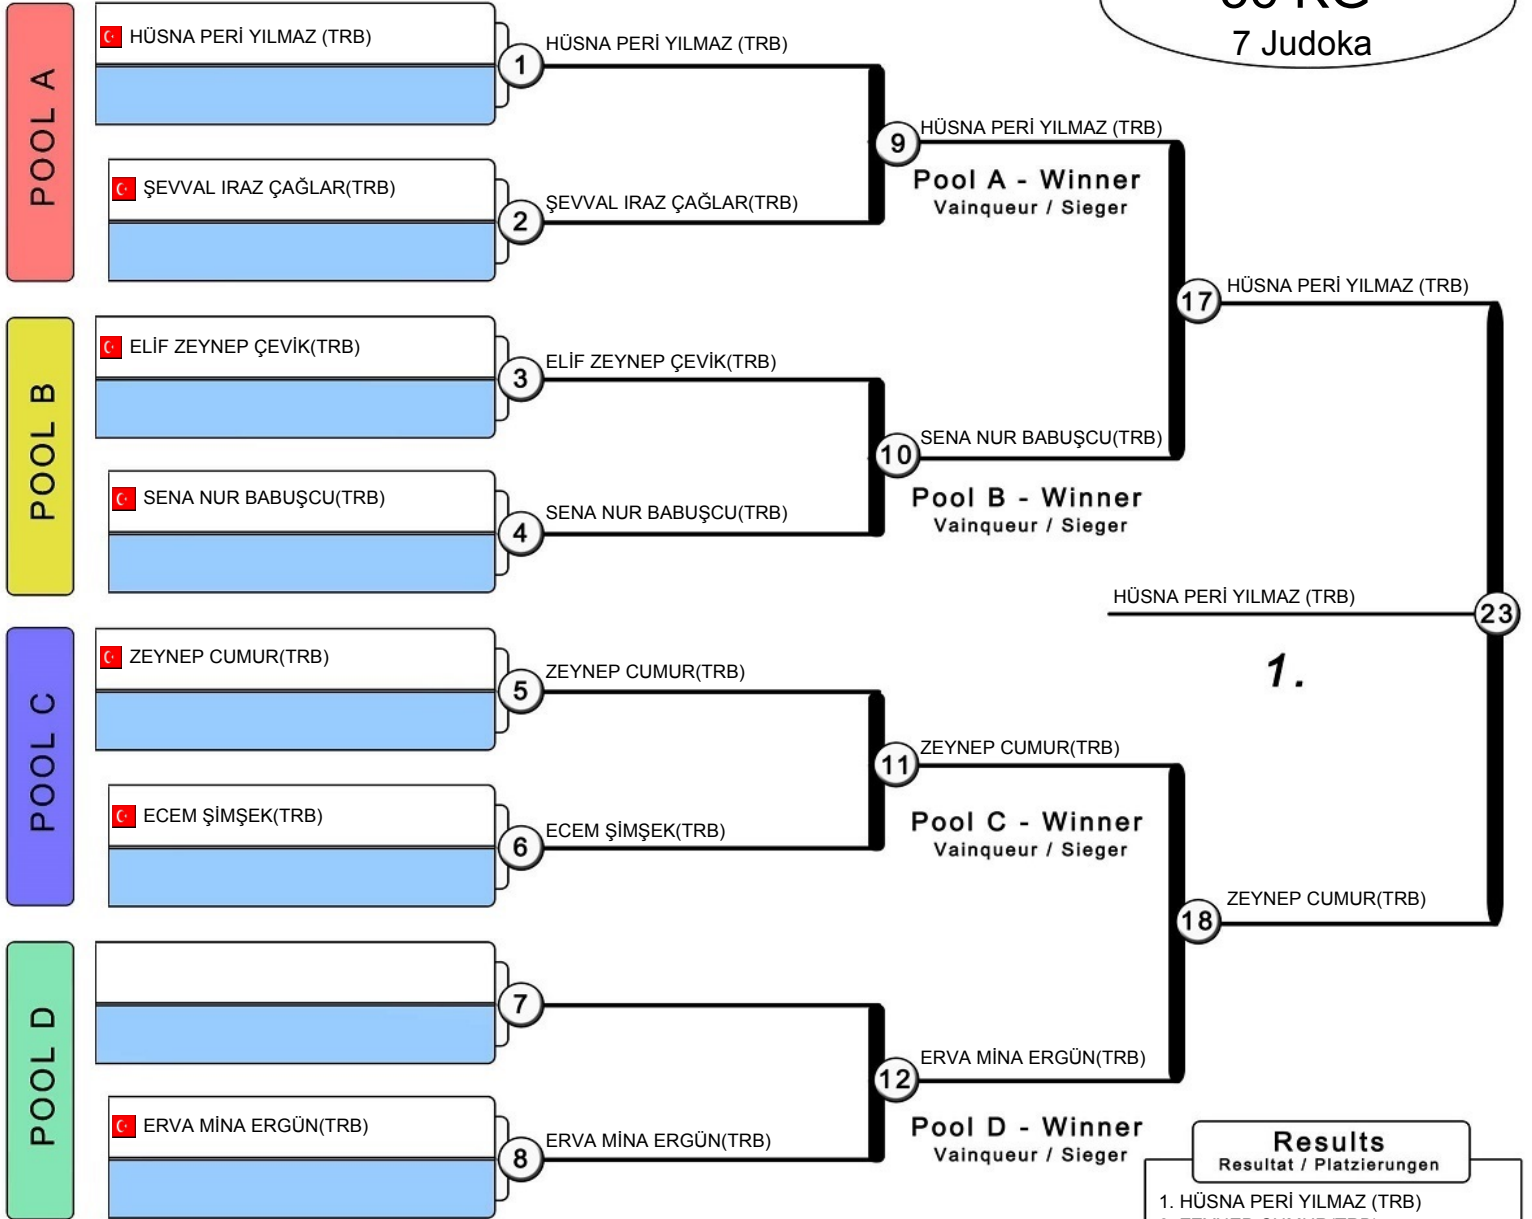 KG
7 Judoka
POOL A
HÜSNA PERİ YILMAZ (TRB)
1
HÜSNA PERİ YILMAZ (TRB)
ŞEVVAL IRAZ ÇAĞLAR(TRB)
2
ŞEVVAL IRAZ ÇAĞLAR(TRB)
9
HÜSNA PERİ YILMAZ (TRB)
Pool A - Winner
Vainqueur / Sieger
POOL B
ELİF ZEYNEP ÇEVİK(TRB)
3
ELİF ZEYNEP ÇEVİK(TRB)
SENA NUR BABUŞCU(TRB)
4
SENA NUR BABUŞCU(TRB)
10
SENA NUR BABUŞCU(TRB)
Pool B - Winner
Vainqueur / Sieger
17
HÜSNA PERİ YILMAZ (TRB)
HÜSNA PERİ YILMAZ (TRB)
23
1.
POOL C
ZEYNEP CUMUR(TRB)
5
ZEYNEP CUMUR(TRB)
ECEM ŞİMŞEK(TRB)
6
ECEM ŞİMŞEK(TRB)
11
ZEYNEP CUMUR(TRB)
Pool C - Winner
Vainqueur / Sieger
18
ZEYNEP CUMUR(TRB)
POOL D
7
ERVA MİNA ERGÜN(TRB)
8
ERVA MİNA ERGÜN(TRB)
12
ERVA MİNA ERGÜN(TRB)
Pool D - Winner
Vainqueur / Sieger
Results
Resultat / Platzierungen
1. HÜSNA PERİ YILMAZ (TRB)